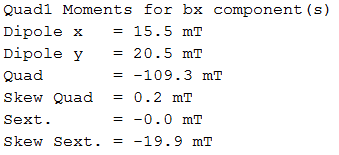 Quad1 Moments for bx component(s)
Dipole x = 15.5 mT
Dipole y = 20.5 mT
Quad = -109.3 mT
Skew Quad = 0.2 mT
Sext. = -0.0 mT
Skew Sext. = -19.9 mT